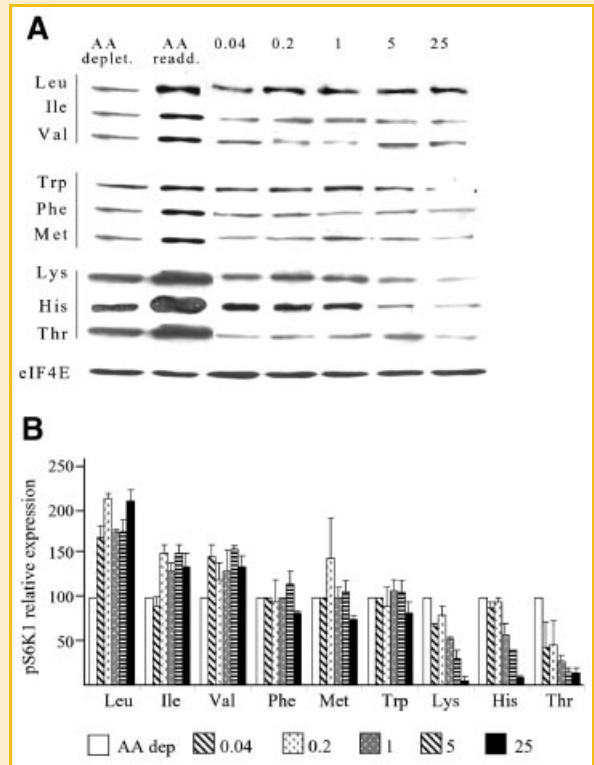 A
AA deplet. AA readd. 0.04 0.2 1 5 25
Leu
Ile
Val
Trp
Phe
Met
Lys
His
Thr
eIF4E
B
pS6K1 relative expression
250
200
150
100
50
Leu Ile Val Phe Met Trp Lys His Thr
AA dep 0.04 0.2 1 5 25